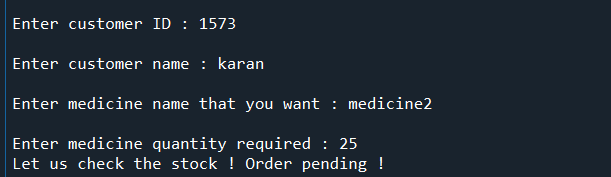 Enter customer ID : 1573
Enter customer name : karan
Enter medicine name that you want : medicine2
Enter medicine quantity required : 25
Let us check the stock ! Order pending !